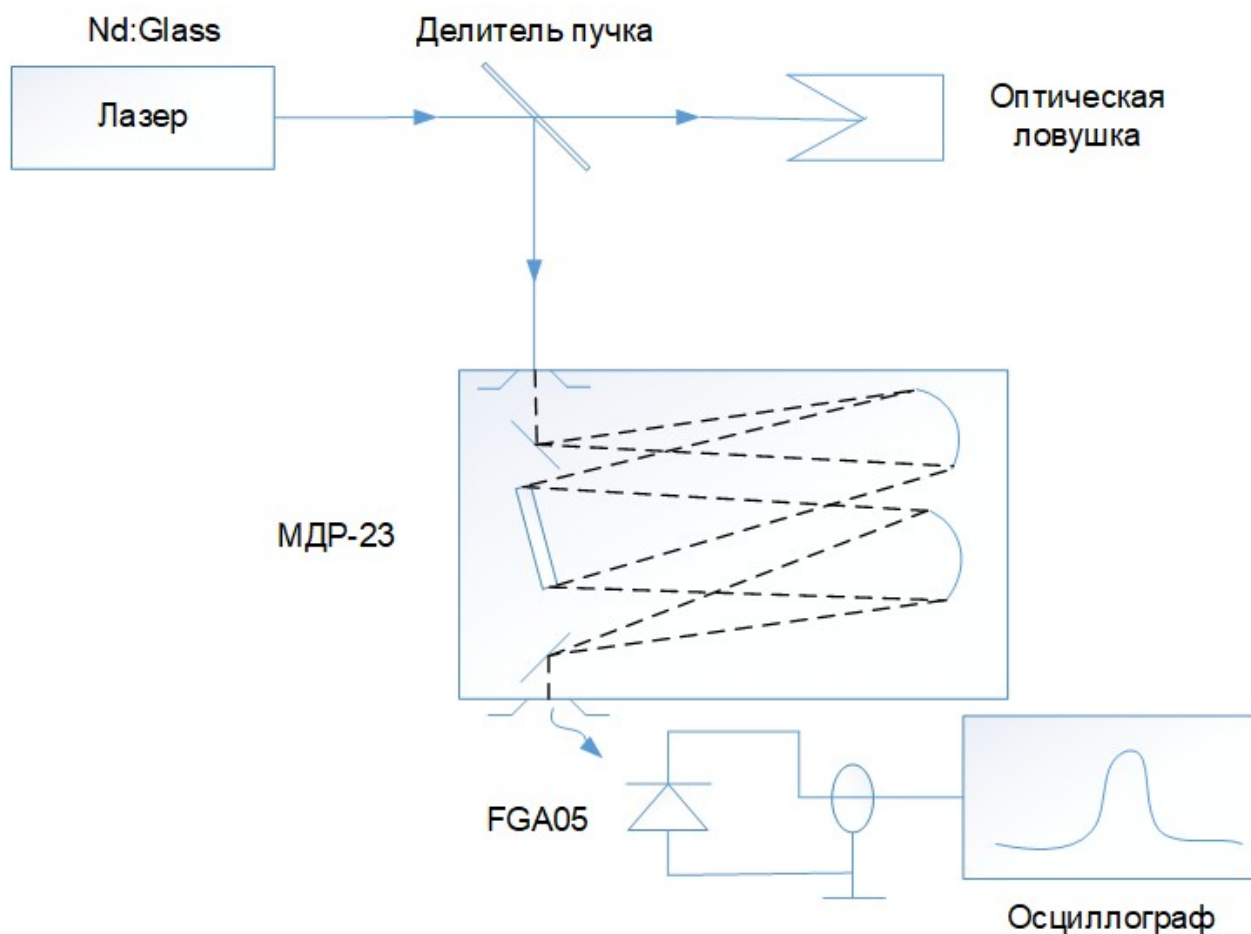 Nd:Glass
Делитель пучка
Лазер
Оптическая
ловушка
МДР-23
FGA05
Осциллограф